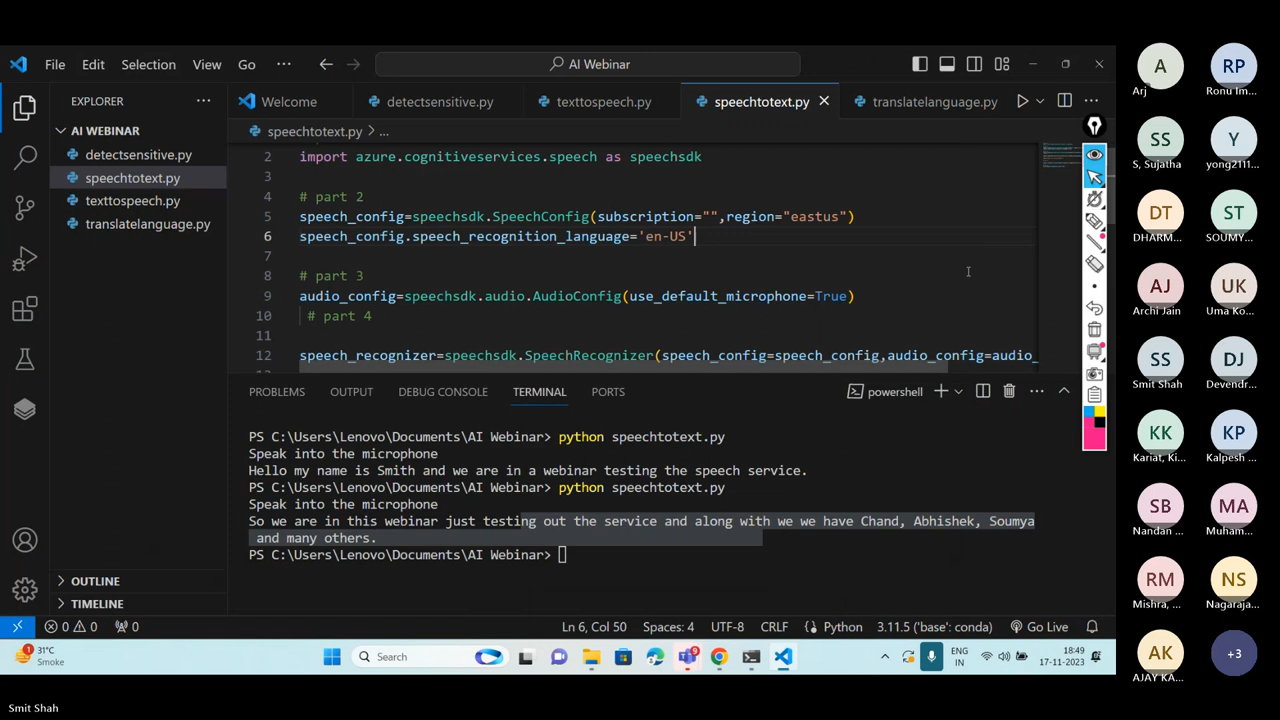 File Edit Selection View Go ··· AI Webinar
EXPLORER ···
Welcome detectsensitive.py texttospeech.py speechtotext.py translatelanguage.py
AI WEBINAR
detectsensitive.py
speechtotext.py
texttospeech.py
translatelanguage.py
speechtotext.py > ...
2 import azure.cognitiveservices.speech as speechsdk
3
4 # part 2
5 speech_config=speechsdk.SpeechConfig(subscription="",region="eastus")
6 speech_config.speech_recognition_language='en-US'
7
8 # part 3
9 audio_config=speechsdk.audio.AudioConfig(use_default_microphone=True)
10 # part 4
11
12 speech_recognizer=speechsdk.SpeechRecognizer(speech_config=speech_config,audio_config=audio_
PROBLEMS OUTPUT DEBUG CONSOLE TERMINAL PORTS powershell
PS C:\Users\Lenovo\Documents\AI Webinar> python speechtotext.py
Speak into the microphone
Hello my name is Smith and we are in a webinar testing the speech service.
PS C:\Users\Lenovo\Documents\AI Webinar> python speechtotext.py
Speak into the microphone
So we are in this webinar just testing out the service and along with we we have Chand, Abhishek, Soumya
and many others.
PS C:\Users\Lenovo\Documents\AI Webinar>
OUTLINE
TIMELINE
0 0 0 Ln 6, Col 50 Spaces: 4 UTF-8 CRLF Python 3.11.5 ('base': conda) Go Live
31°C
Smoke
Search
ENG
IN
18:49
17-11-2023
A RP
Arj Ronu Im...
SS Y
S, Sujatha yong2111...
DT ST
DHARM... SOUMY...
AJ UK
Archi Jain Uma Ko...
SS DJ
Smit Shah Devendr...
KK KP
Kariat, Ki... Kalpesh ...
SB MA
Nandan ... Muham...
RM NS
Mishra, ... Nagaraja...
AK +3
AJAY KA...
Smit Shah